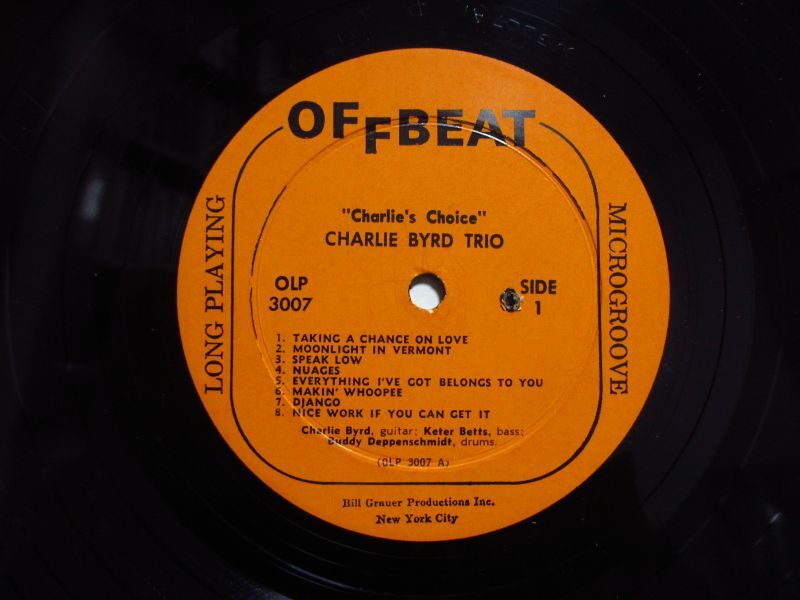 OFFBEAT
"Charlie's Choice"
CHARLIE BYRD TRIO
LONG PLAYING
MICROGROOVE
OLP
3007
SIDE
1
1. TAKING A CHANCE ON LOVE
2. MOONLIGHT IN VERMONT
3. SPEAK LOW
4. NUAGES
5. EVERYTHING I'VE GOT BELONGS TO YOU
6. MAKIN' WHOOPEE
7. DJANGO
8. NICE WORK IF YOU CAN GET IT
Charlie Byrd, guitar; Keter Betts, bass;
Buddy Deppenschmidt, drums.
(OLP 3007 A)
Bill Grauer Productions Inc.
New York City